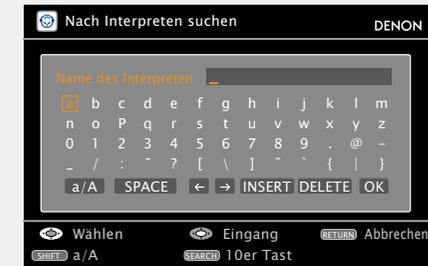 Nach Interpreten suchen DENON
Name des Interpreten _
a b c d e f g h i j k l m
n o P q r s t u v w x y z
0 1 2 3 4 5 6 7 8 9 . @ –
_ / : ~ ? [ \ ] ^ ` { | }
a/A SPACE ← → INSERT DELETE OK
Wählen Eingang RETURN Abbrechen
SHIFT a/A SEARCH 10er Tast